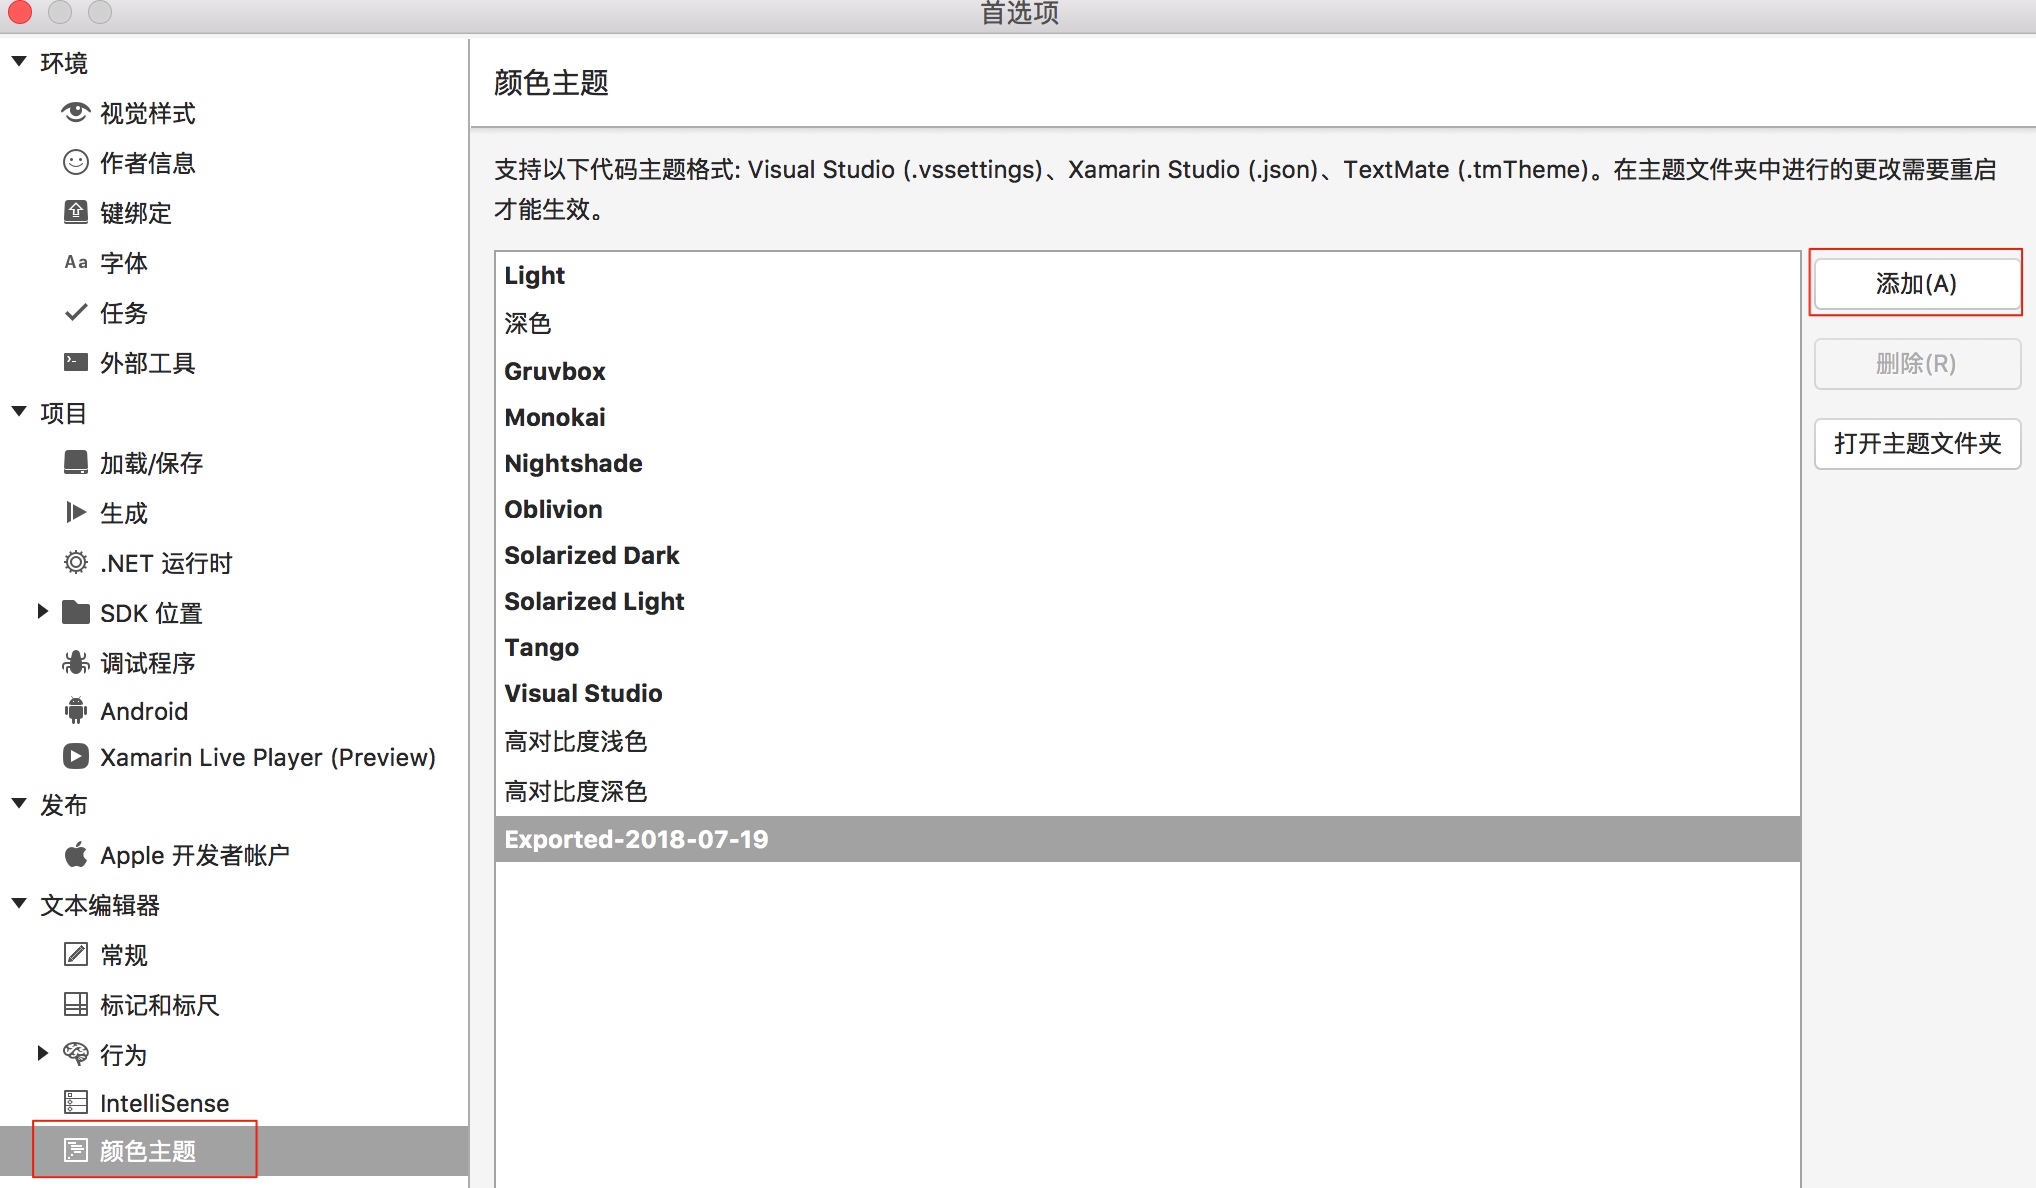 首选项
环境
视觉样式
作者信息
键绑定
Aa 字体
任务
外部工具
项目
加载/保存
生成
.NET 运行时
SDK 位置
调试程序
Android
Xamarin Live Player (Preview)
发布
Apple 开发者帐户
文本编辑器
常规
标记和标尺
行为
IntelliSense
颜色主题
颜色主题
支持以下代码主题格式: Visual Studio (.vssettings)、Xamarin Studio (.json)、TextMate (.tmTheme)。在主题文件夹中进行的更改需要重启
才能生效。
Light
深色
Gruvbox
Monokai
Nightshade
Oblivion
Solarized Dark
Solarized Light
Tango
Visual Studio
高对比度浅色
高对比度深色
Exported-2018-07-19
添加(A)
删除(R)
打开主题文件夹